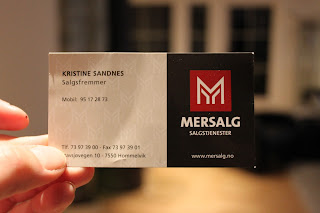 KRISTINE SANDNES
Salgsfremmer
Mobil: 95 17 28 73
Tlf: 73 97 39 00 - Fax 73 97 39 01
7550 Hommelvik
MERSALG
SALGSTJENESTER
www.mersalg.no